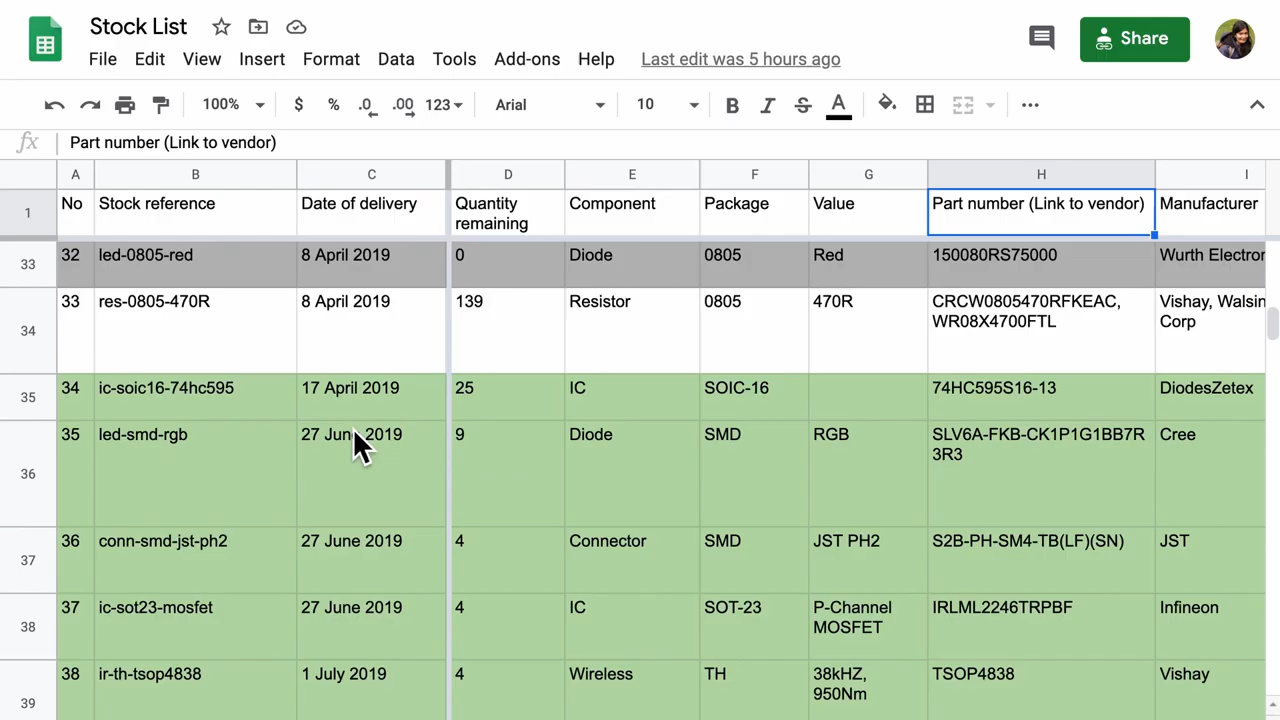 Stock List
File Edit View Insert Format Data Tools Add-ons Help Last edit was 5 hours ago
Share
100% $ % .0 .00 123 Arial 10 B I S A
fx Part number (Link to vendor)
A B C D E F G H I
1 No Stock reference Date of delivery Quantity remaining Component Package Value Part number (Link to vendor) Manufacturer
33 32 led-0805-red 8 April 2019 0 Diode 0805 Red 150080RS75000 Wurth Electror
34 33 res-0805-470R 8 April 2019 139 Resistor 0805 470R CRCW0805470RFKEAC, Vishay, Walsin
WR08X4700FTL Corp
35 34 ic-soic16-74hc595 17 April 2019 25 IC SOIC-16 74HC595S16-13 DiodesZetex
36 35 led-smd-rgb 27 June 2019 9 Diode SMD RGB SLV6A-FKB-CK1P1G1BB7R Cree
3R3
37 36 conn-smd-jst-ph2 27 June 2019 4 Connector SMD JST PH2 S2B-PH-SM4-TB(LF)(SN) JST
38 37 ic-sot23-mosfet 27 June 2019 4 IC SOT-23 P-Channel IRLML2246TRPBF Infineon
MOSFET
39 38 ir-th-tsop4838 1 July 2019 4 Wireless TH 38kHZ, TSOP4838 Vishay
950Nm